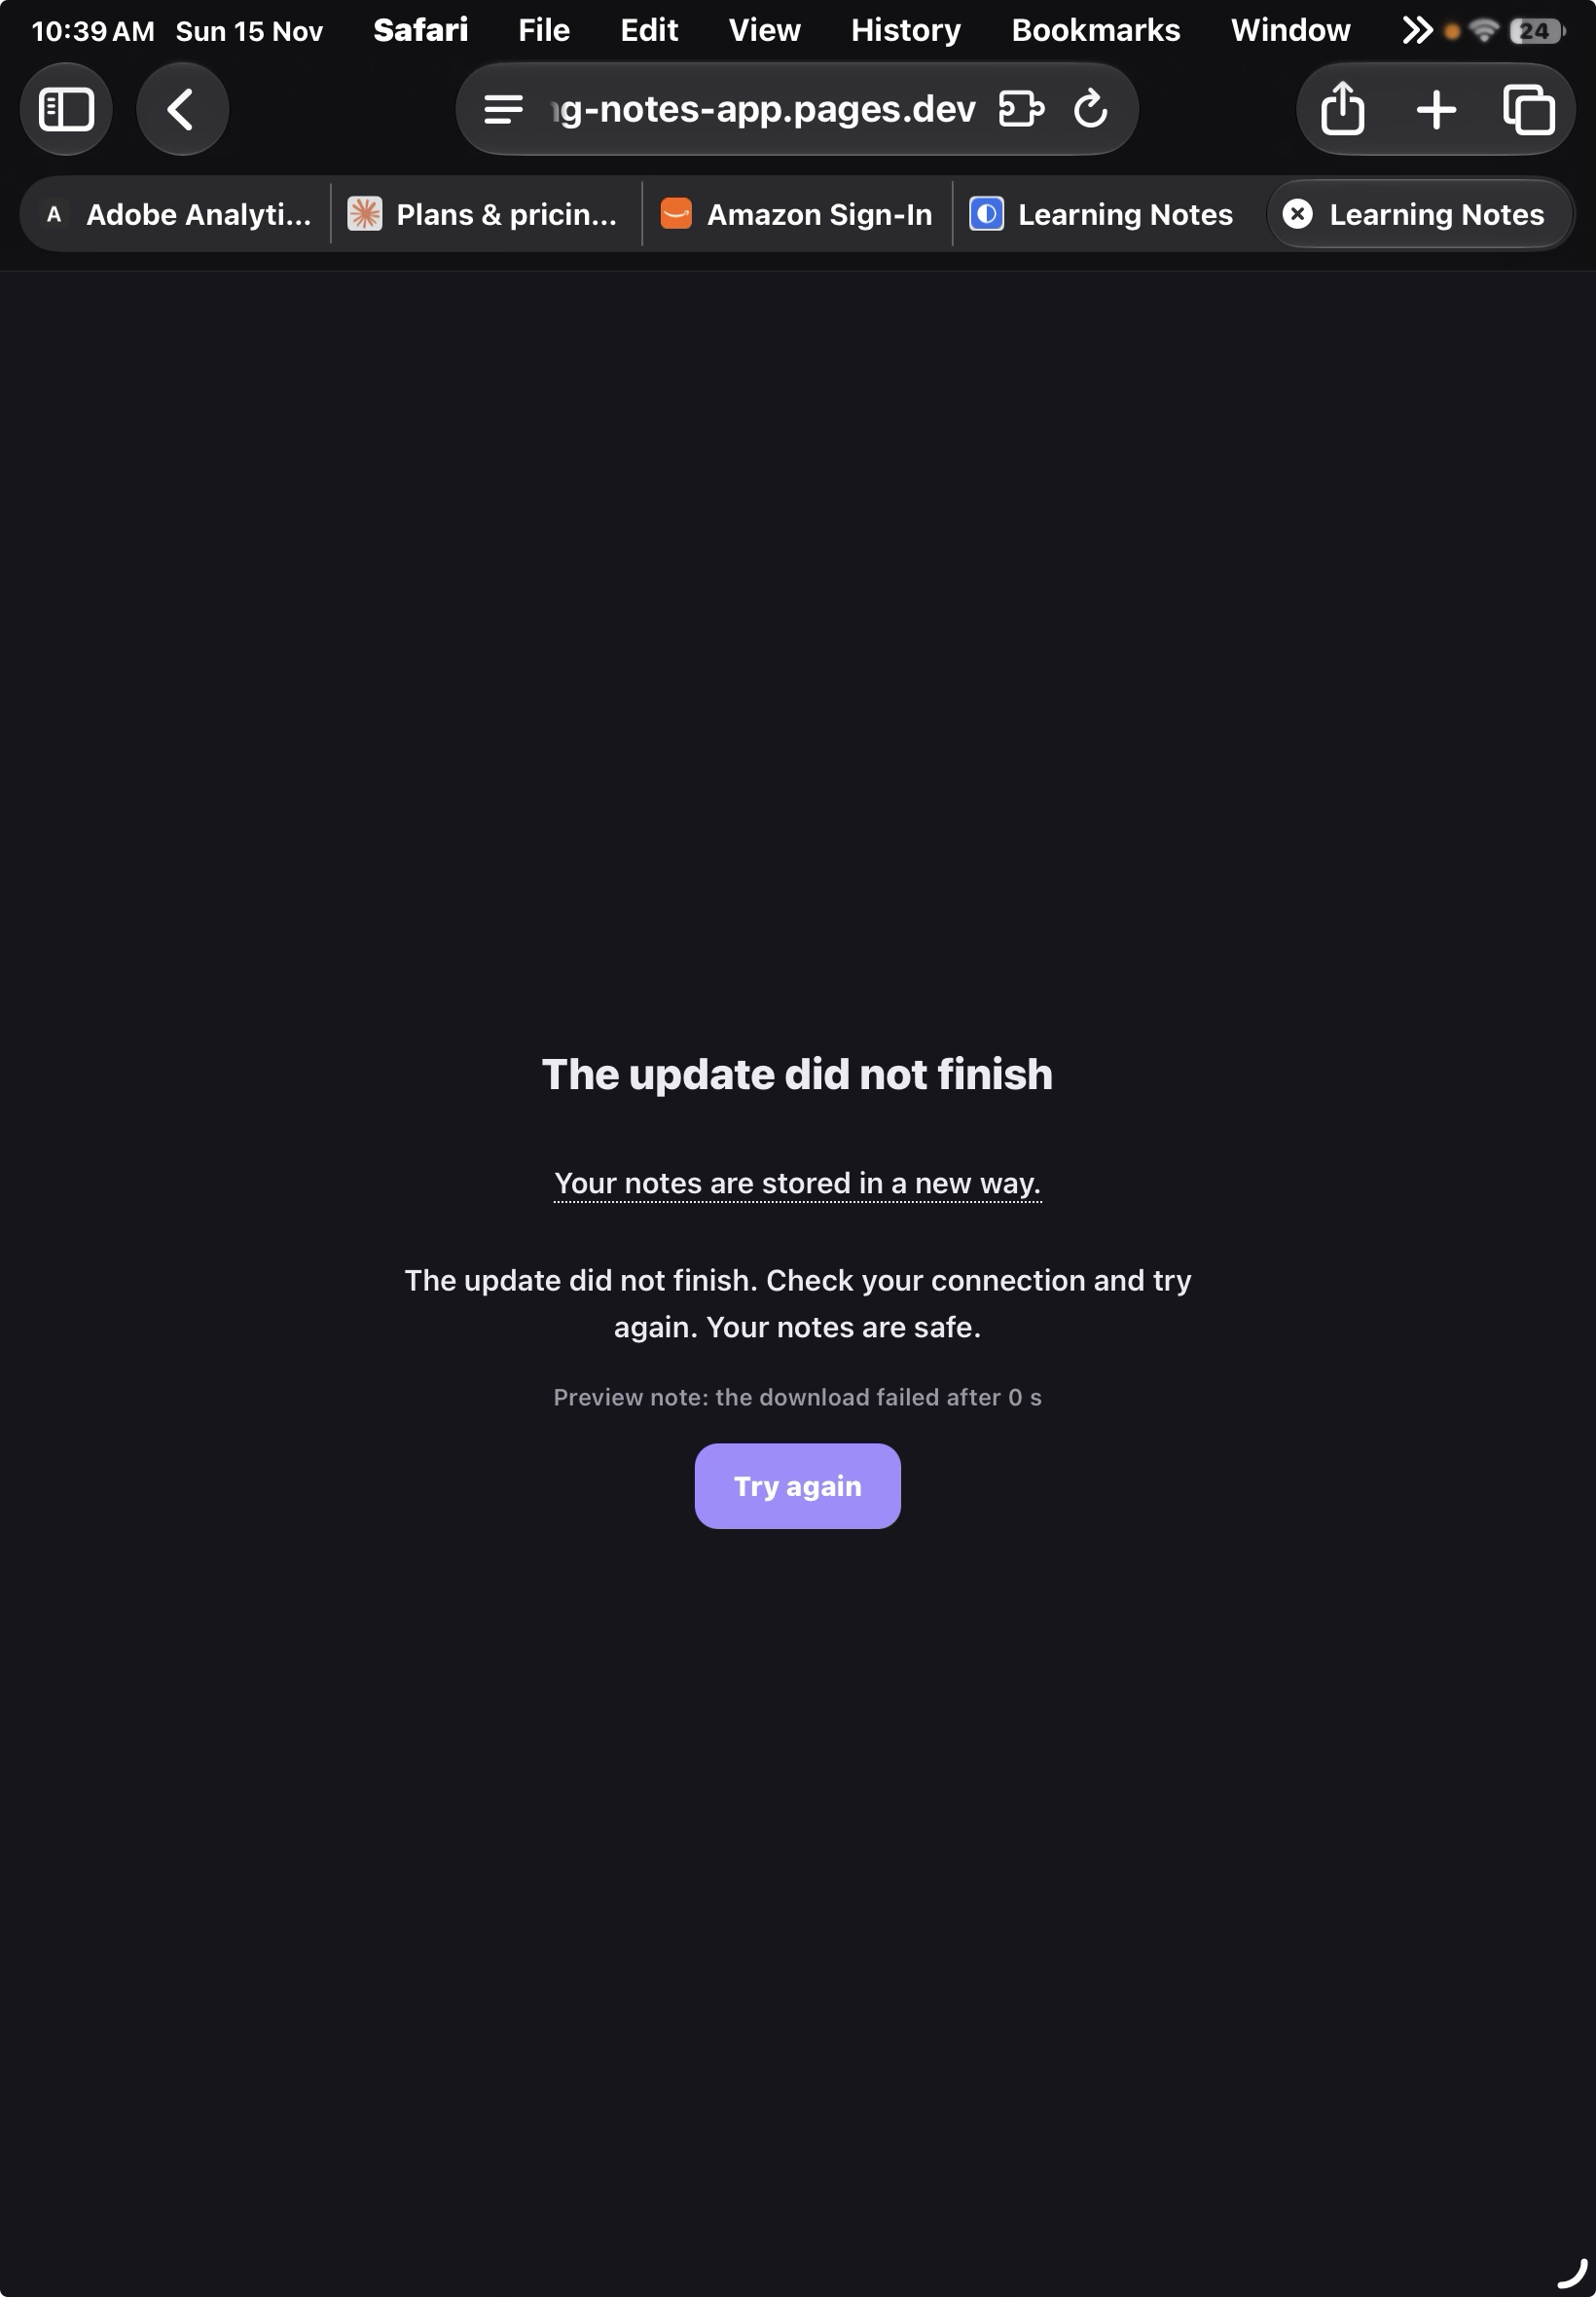 10:39 AM Sun 15 Nov Safari File Edit View History Bookmarks Window 24
g-notes-app.pages.dev
A Adobe Analyti... Plans & pricin... Amazon Sign-In Learning Notes Learning Notes
The update did not finish
Your notes are stored in a new way.
The update did not finish. Check your connection and try
again. Your notes are safe.
Preview note: the download failed after 0 s
Try again